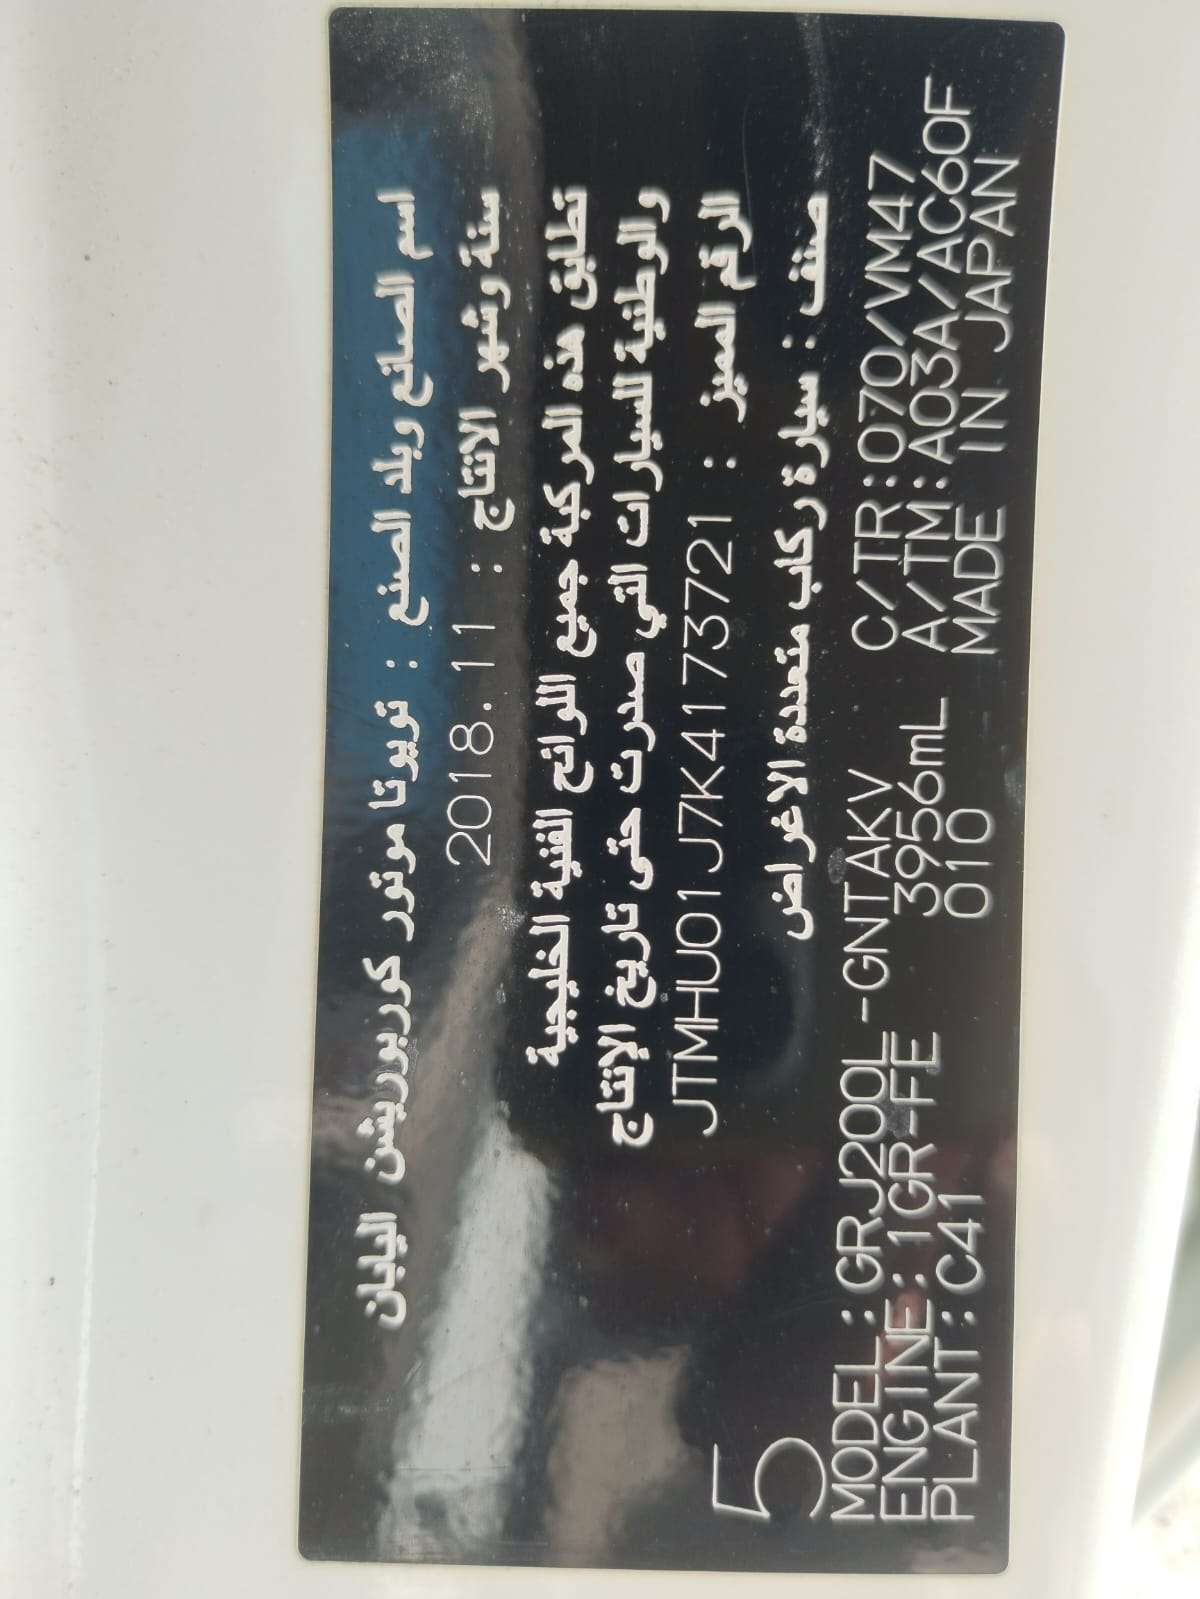 اسم الصانع وبلد الصنع : تويوتا موتور كوربوريشن اليابان
سنة وشهر الانتاج : 2018.11
تطابق هذه المركبة جميع اللوائح الفنية الخليجية
والوطنية للسيارات التي صدرت حتى تاريخ الإنتاج
الرقم المميز : JTMHU01J7K4173721
صنف : سيارة ركاب متعددة الاغراض
5
MODEL:GRJ200L-GNTAKV C/TR:070/VM47
ENGINE:1GR-FE 3956mL A/TM:A03A/AC60F
PLANT:C41 010 MADE IN JAPAN